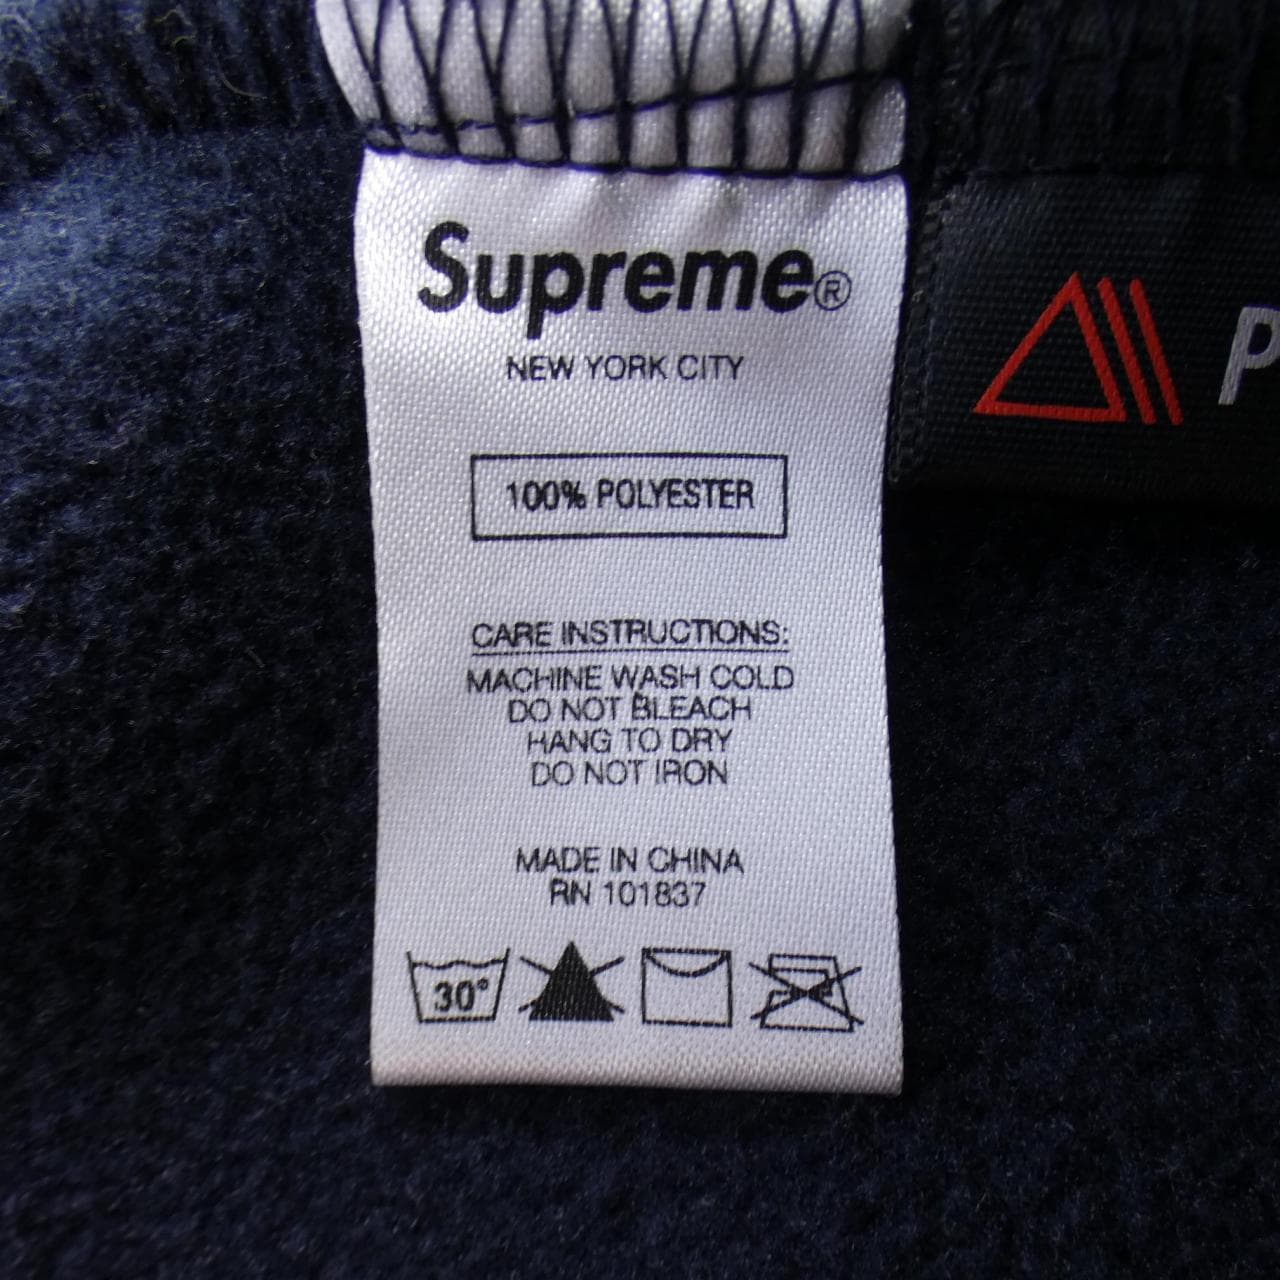 Supreme®
NEW YORK CITY
100% POLYESTER
CARE INSTRUCTIONS:
MACHINE WASH COLD
DO NOT BLEACH
HANG TO DRY
DO NOT IRON
MADE IN CHINA
RN 101837
30°
P